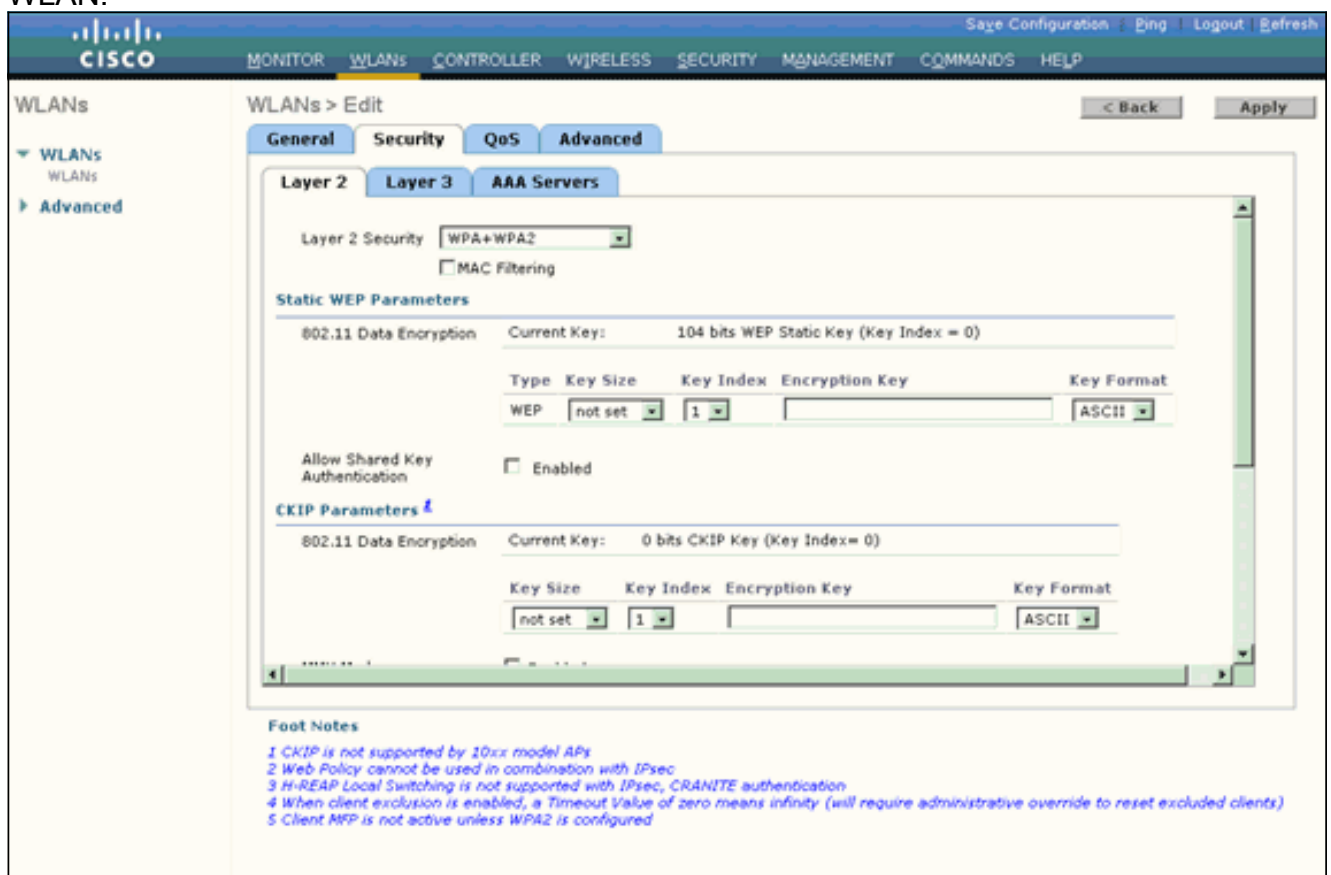 WLAN.
Save Configuration | Ping | Logout | Refresh
CISCO
MONITOR WLANs CONTROLLER WIRELESS SECURITY MANAGEMENT COMMANDS HELP
WLANs
WLANs
WLANs
Advanced
WLANs > Edit
< Back Apply
General Security QoS Advanced
Layer 2 Layer 3 AAA Servers
Layer 2 Security WPA+WPA2
MAC Filtering
Static WEP Parameters
802.11 Data Encryption Current Key: 104 bits WEP Static Key (Key Index = 0)
Type Key Size Key Index Encryption Key Key Format
WEP not set 1 ASCII
Allow Shared Key
Authentication Enabled
CKIP Parameters 1
802.11 Data Encryption Current Key: 0 bits CKIP Key (Key Index= 0)
Key Size Key Index Encryption Key Key Format
not set 1 ASCII
Foot Notes
1 CKIP is not supported by 10xx model APs
2 Web Policy cannot be used in combination with IPsec
3 H-REAP Local Switching is not supported with IPsec, CRANITE authentication
4 When client exclusion is enabled, a Timeout Value of zero means infinity (will require administrative override to reset excluded clients)
5 Client MFP is not active unless WPA2 is configured